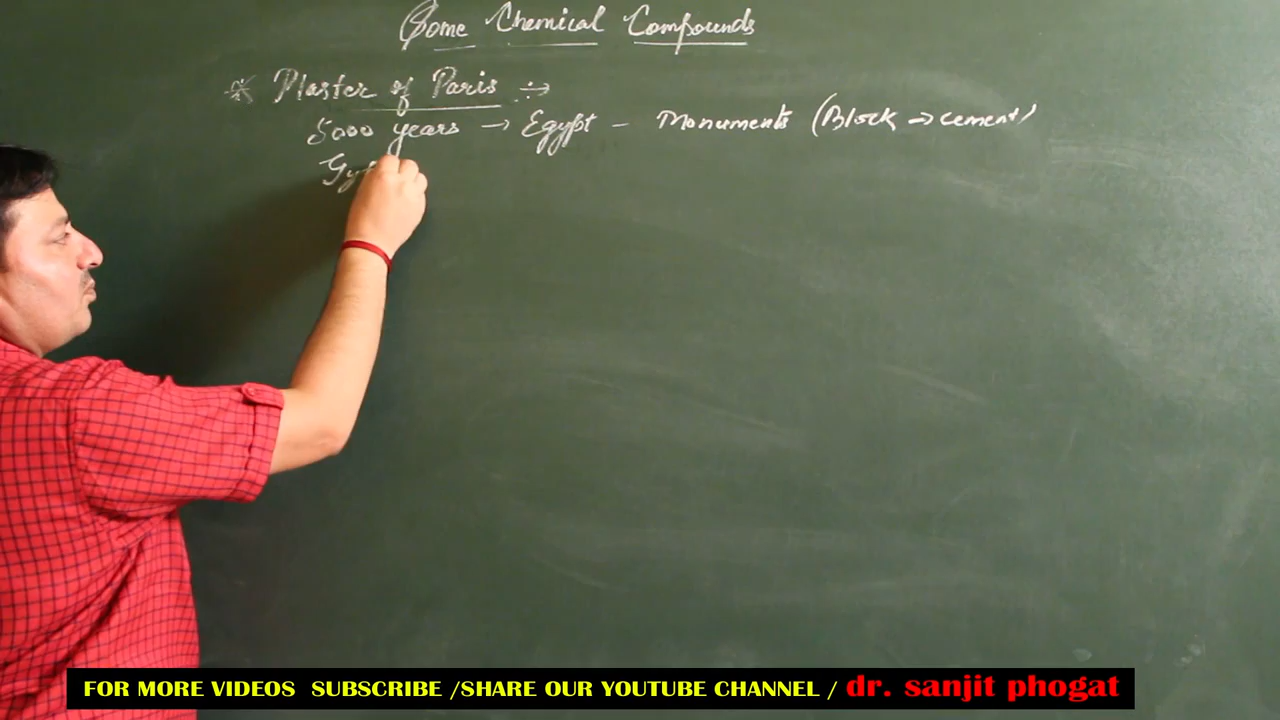 Some Chemical Compounds
* Plaster of Paris :→
5000 years → Egypt - Monuments (Block → cement)
Gyp
FOR MORE VIDEOS SUBSCRIBE /SHARE OUR YOUTUBE CHANNEL / dr. sanjit phogat